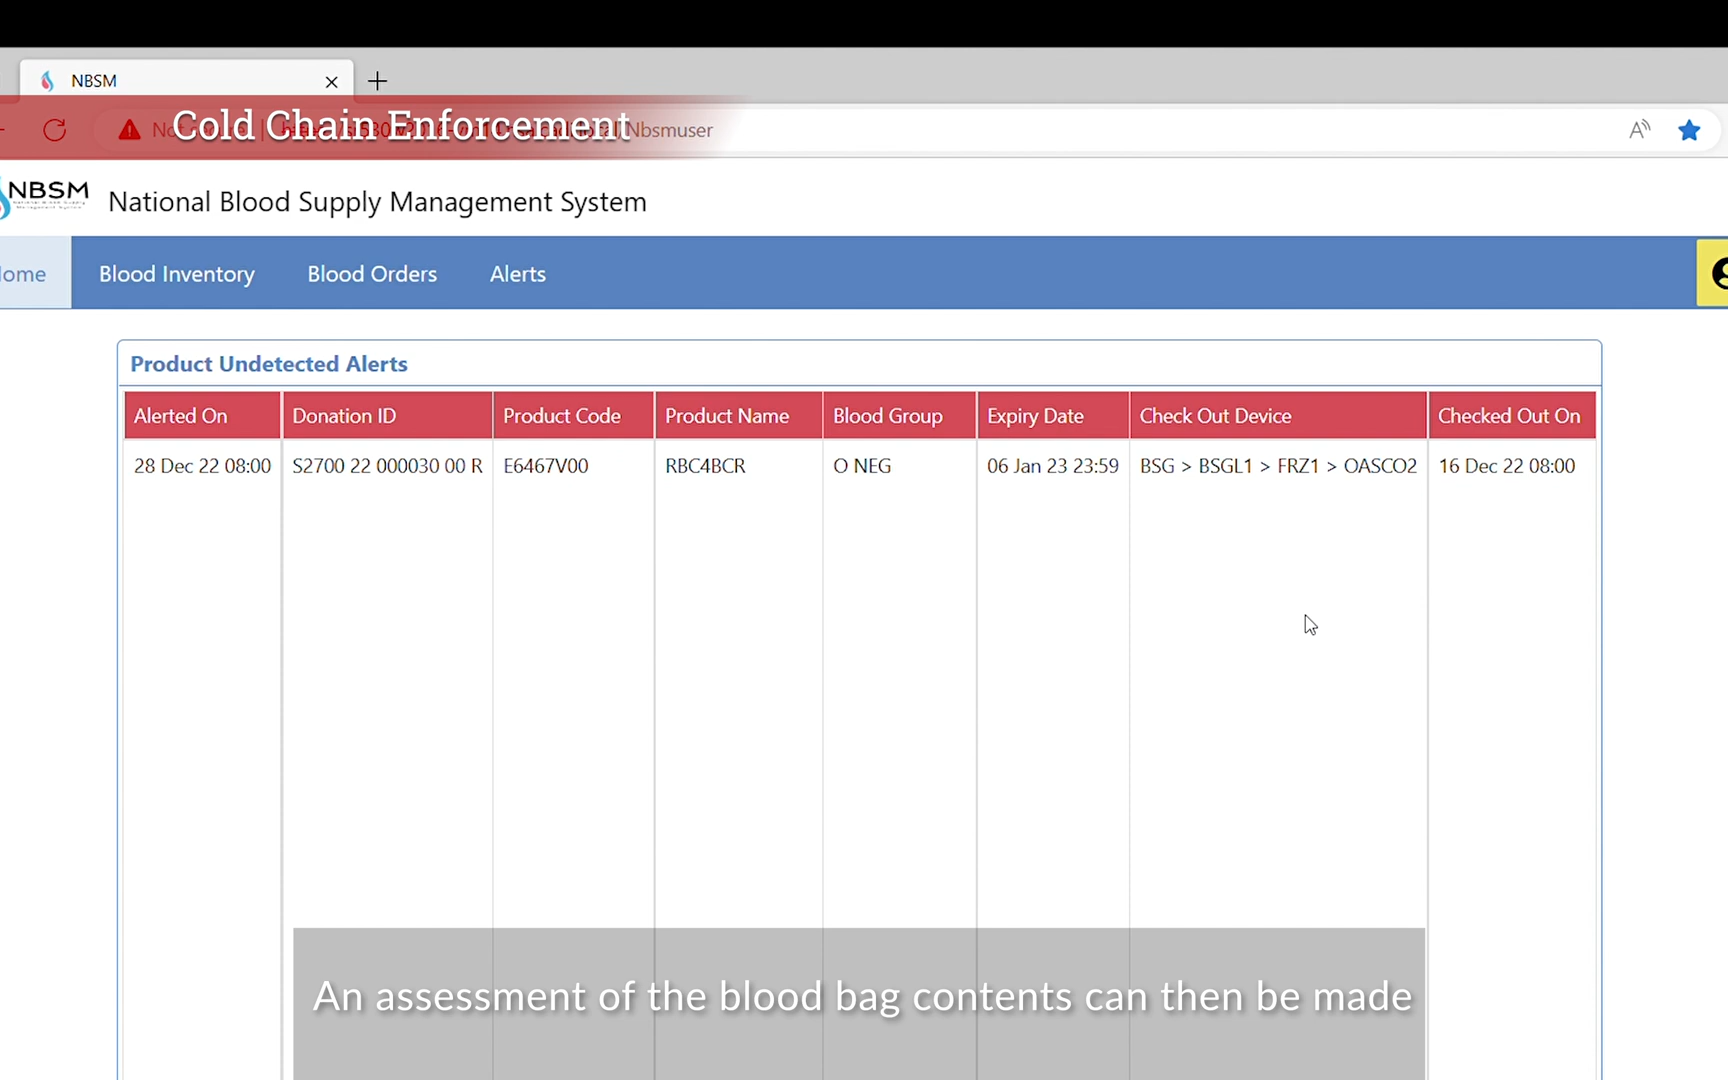 NBSM
Cold Chain Enforcement
Nbsmuser
NBSM
National Blood Supply Management System
Blood Inventory
Blood Orders
Alerts
Product Undetected Alerts
Alerted On Donation ID Product Code Product Name Blood Group Expiry Date Check Out Device Checked Out On
28 Dec 22 08:00 S2700 22 000030 00 R E6467V00 RBC4BCR O NEG 06 Jan 23 23:59 BSG > BSGL1 > FRZ1 > OASCO2 16 Dec 22 08:00
An assessment of the blood bag contents can then be made